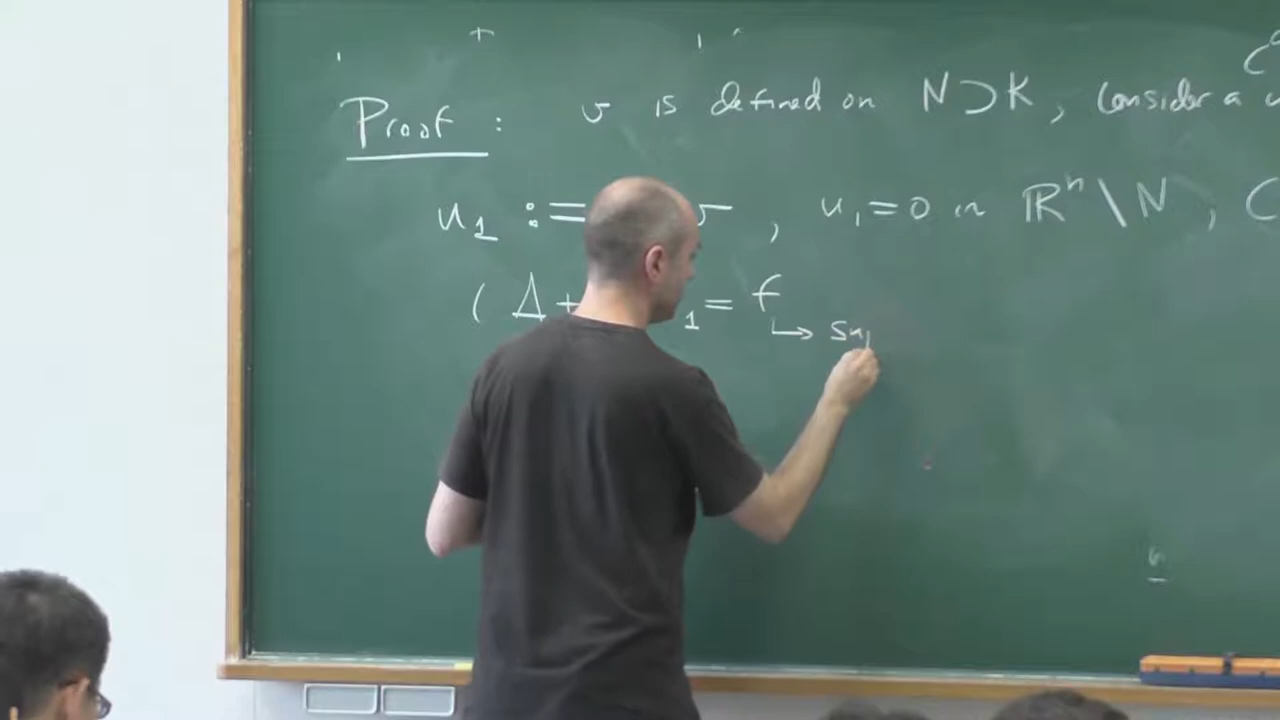 Proof : v is defined on N⊃K, Consider a
u₁ := , u₁=0 in ℝⁿ\N, C
(Δ+ ₁ = f
↳ su